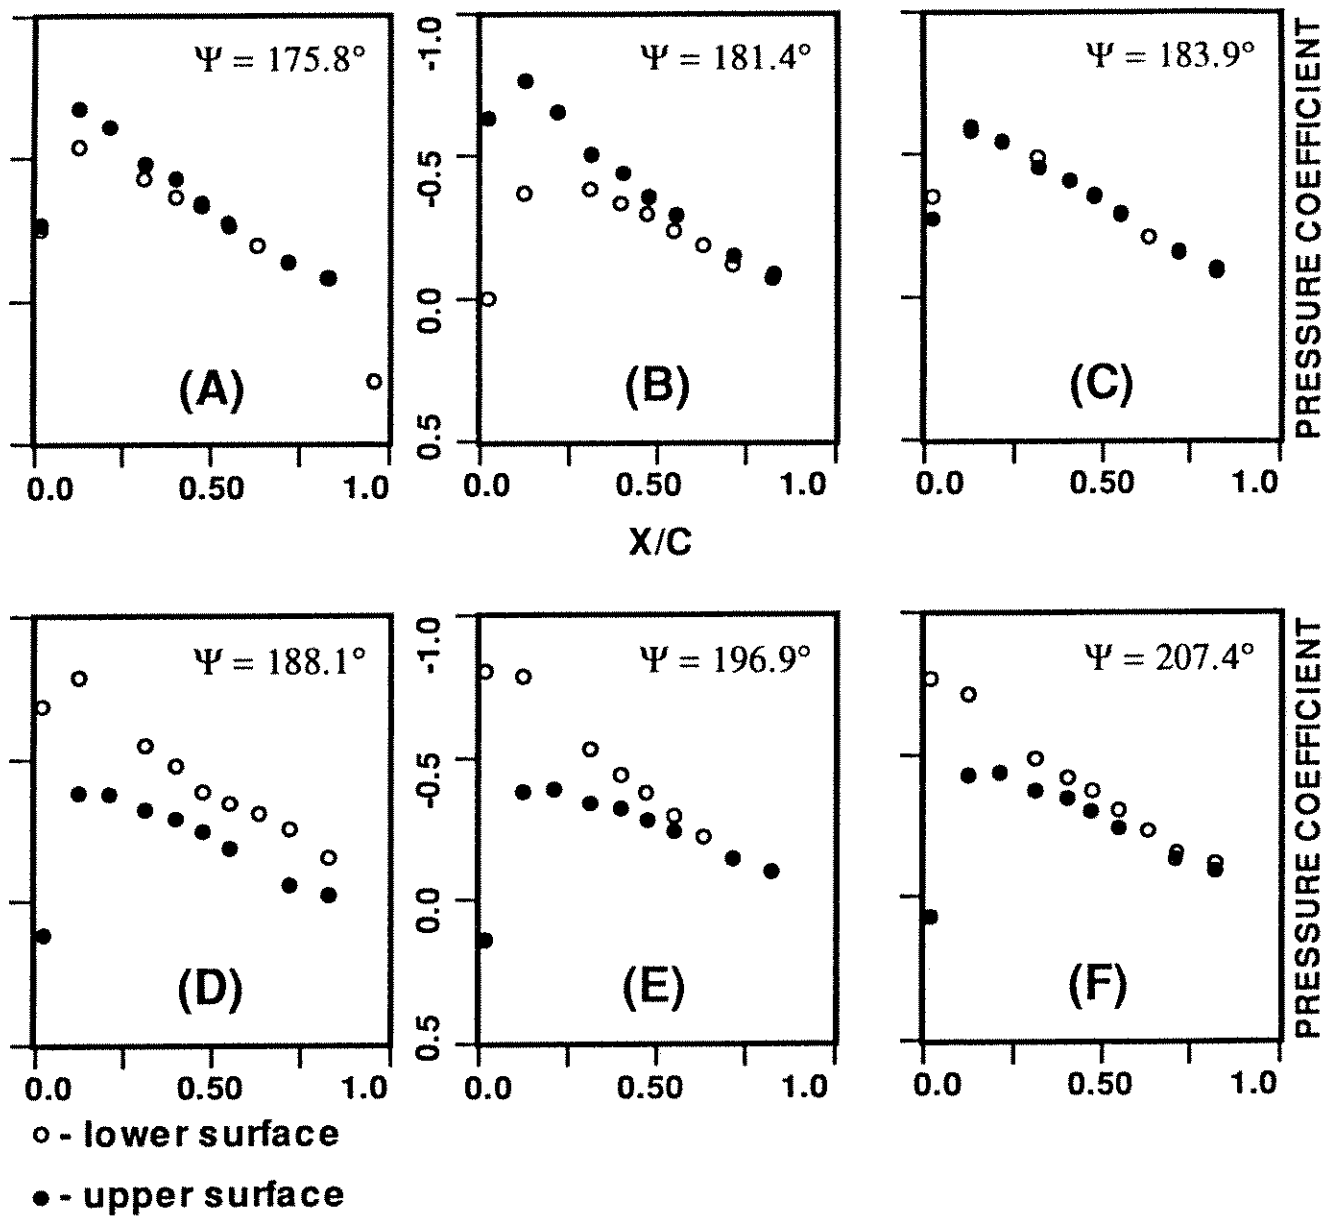 Ψ = 175.8°
(A)
0.0 0.50 1.0
-1.0
-0.5
0.0
0.5
Ψ = 181.4°
(B)
0.0 0.50 1.0
X/C
Ψ = 183.9°
(C)
0.0 0.50 1.0
PRESSURE COEFFICIENT
Ψ = 188.1°
(D)
0.0 0.50 1.0
-1.0
-0.5
0.0
0.5
Ψ = 196.9°
(E)
0.0 0.50 1.0
Ψ = 207.4°
(F)
0.0 0.50 1.0
PRESSURE COEFFICIENT
o - lower surface
● - upper surface